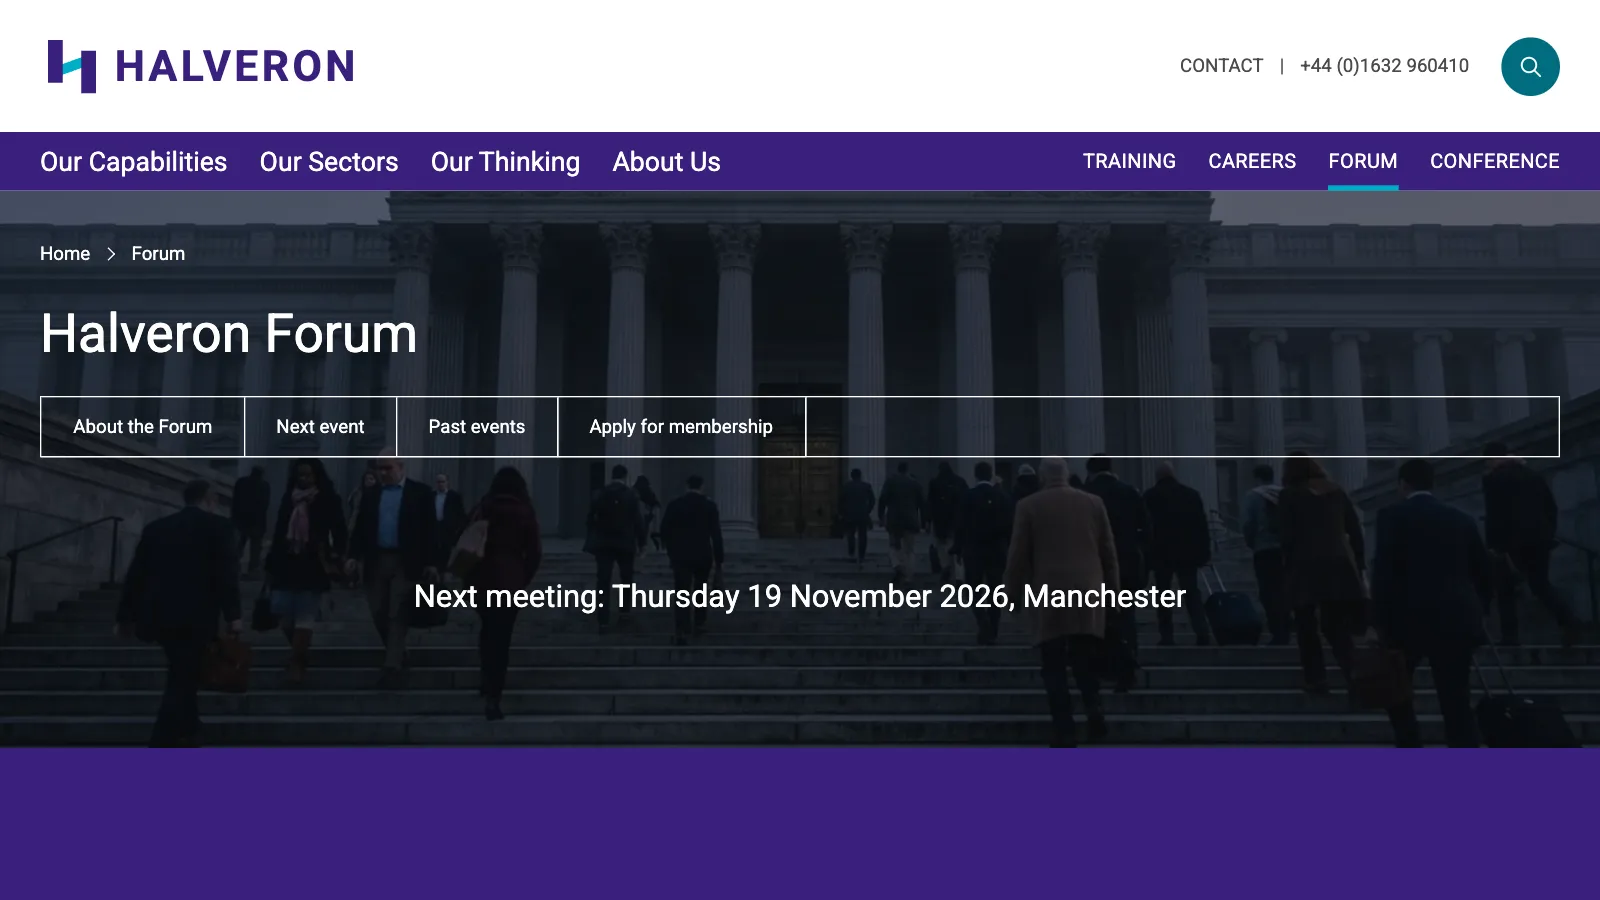 HALVERON
CONTACT | +44 (0)1632 960410
Our Capabilities Our Sectors Our Thinking About Us TRAINING CAREERS FORUM CONFERENCE
Home > Forum
Halveron Forum
About the Forum Next event Past events Apply for membership
Next meeting: Thursday 19 November 2026, Manchester